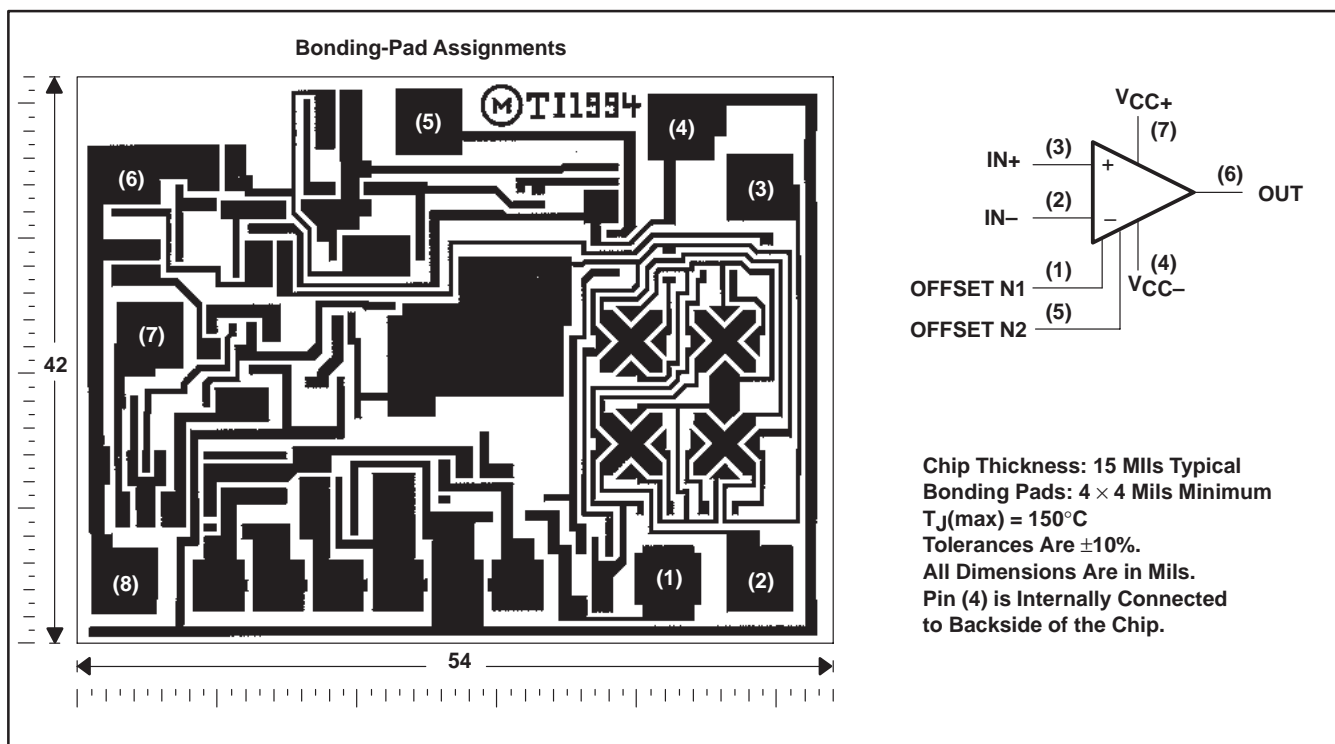 Bonding-Pad Assignments
M TI1994
(5)
(4)
(6)
(3)
(7)
42
(8)
(1)
(2)
54
VCC+
(7)
IN+
(3)
+
(6)
OUT
IN–
(2)
–
(1)
OFFSET N1
(4)
VCC–
(5)
OFFSET N2
Chip Thickness: 15 MIls Typical
Bonding Pads: 4 × 4 Mils Minimum
TJ(max) = 150°C
Tolerances Are ±10%.
All Dimensions Are in Mils.
Pin (4) is Internally Connected
to Backside of the Chip.